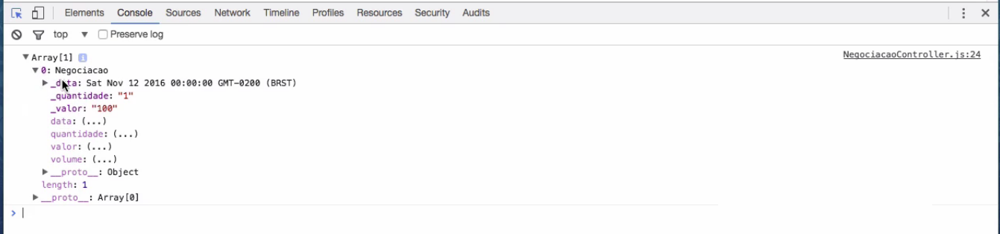 Elements Console Sources Network Timeline Profiles Resources Security Audits
top Preserve log
Array[1] i NegociacaoController.js:24
0: Negociacao
_data: Sat Nov 12 2016 00:00:00 GMT-0200 (BRST)
_quantidade: "1"
_valor: "100"
data: (...)
quantidade: (...)
valor: (...)
volume: (...)
__proto__: Object
length: 1
__proto__: Array[0]